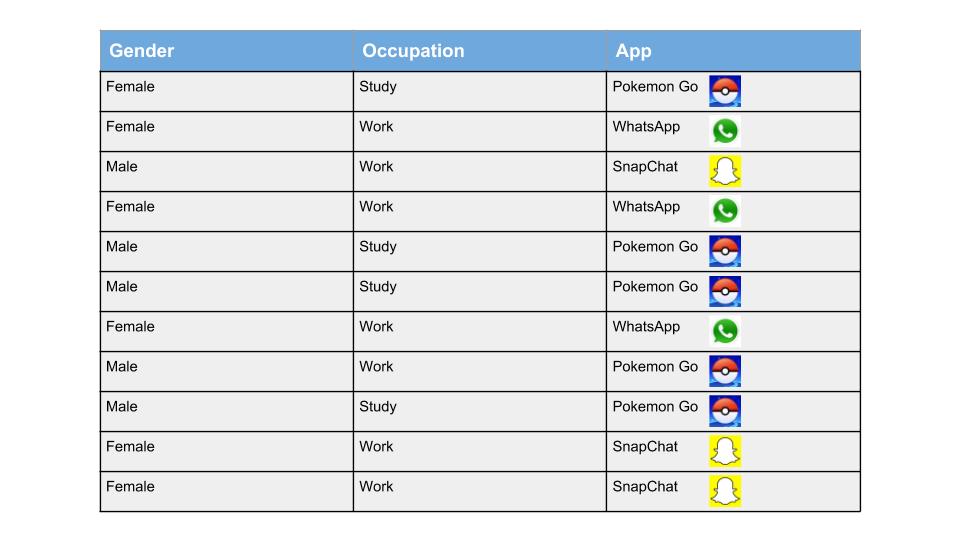 Gender Occupation App
Female Study Pokemon Go
Female Work WhatsApp
Male Work SnapChat
Female Work WhatsApp
Male Study Pokemon Go
Male Study Pokemon Go
Female Work WhatsApp
Male Work Pokemon Go
Male Study Pokemon Go
Female Work SnapChat
Female Work SnapChat